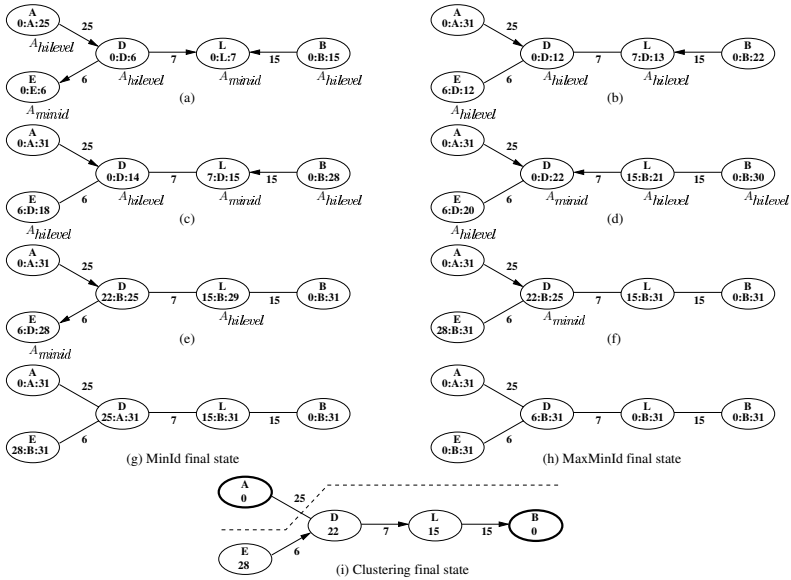 A
0:A:25
25
A_hilevel
D
0:D:6
A_hilevel
7
L
0:L:7
A_minid
15
B
0:B:15
A_hilevel
E
0:E:6
6
A_minid
(a)
A
0:A:31
25
D
0:D:12
A_hilevel
7
L
7:D:13
A_hilevel
15
B
0:B:22
E
6:D:12
6
A_hilevel
(b)
A
0:A:31
25
D
0:D:14
A_hilevel
7
L
7:D:15
A_minid
15
B
0:B:28
A_hilevel
E
6:D:18
6
A_hilevel
(c)
A
0:A:31
25
D
0:D:22
A_minid
7
L
15:B:21
A_hilevel
15
B
0:B:30
A_hilevel
E
6:D:20
6
A_hilevel
(d)
A
0:A:31
25
D
22:B:25
7
L
15:B:29
A_hilevel
15
B
0:B:31
E
6:D:28
6
A_minid
(e)
A
0:A:31
25
D
22:B:25
A_minid
7
L
15:B:31
15
B
0:B:31
E
28:B:31
6
(f)
A
0:A:31
25
D
25:A:31
7
L
15:B:31
15
B
0:B:31
E
28:B:31
6
(g) MinId final state
A
0:A:31
25
D
6:B:31
7
L
0:B:31
15
B
0:B:31
E
0:B:31
6
(h) MaxMinId final state
A
0
25
D
22
7
L
15
15
B
0
E
28
6
(i) Clustering final state